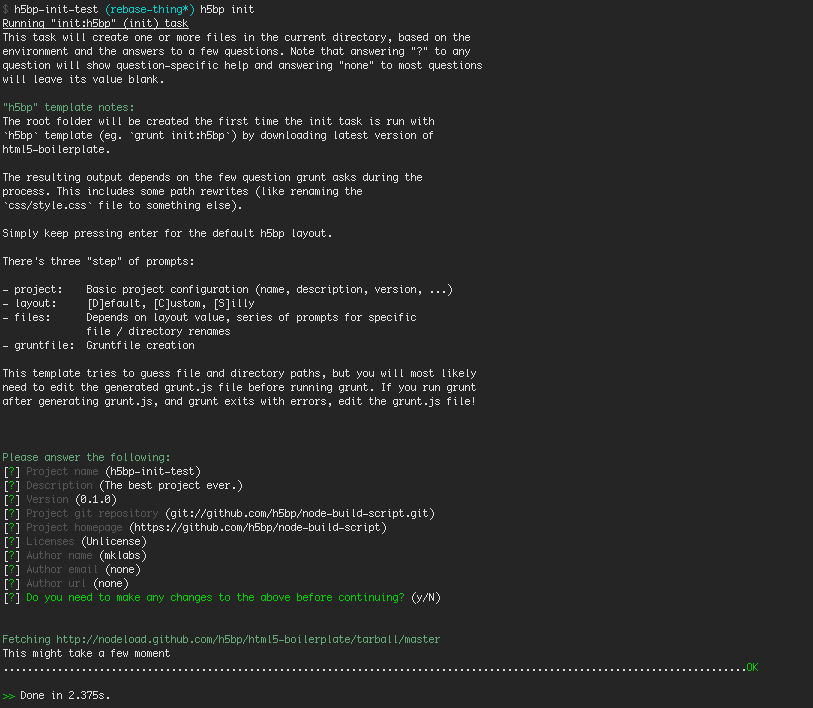 $ h5bp-init-test (rebase-thing*) h5bp init
Running "init:h5bp" (init) task
This task will create one or more files in the current directory, based on the
environment and the answers to a few questions. Note that answering "?" to any
question will show question-specific help and answering "none" to most questions
will leave its value blank.
"h5bp" template notes:
The root folder will be created the first time the init task is run with
`h5bp` template (eg. `grunt init:h5bp`) by downloading latest version of
html5-boilerplate.
The resulting output depends on the few question grunt asks during the
process. This includes some path rewrites (like renaming the
`css/style.css` file to something else).
Simply keep pressing enter for the default h5bp layout.
There's three "step" of prompts:
- project:    Basic project configuration (name, description, version, ...)
- layout:     [D]efault, [C]ustom, [S]illy
- files:      Depends on layout value, series of prompts for specific
              file / directory renames
- gruntfile:  Gruntfile creation
This template tries to guess file and directory paths, but you will most likely
need to edit the generated grunt.js file before running grunt. If you run grunt
after generating grunt.js, and grunt exits with errors, edit the grunt.js file!
Please answer the following:
[?] Project name (h5bp-init-test)
[?] Description (The best project ever.)
[?] Version (0.1.0)
[?] Project git repository (git://github.com/h5bp/node-build-script.git)
[?] Project homepage (https://github.com/h5bp/node-build-script)
[?] Licenses (Unlicense)
[?] Author name (mklabs)
[?] Author email (none)
[?] Author url (none)
[?] Do you need to make any changes to the above before continuing? (y/N)
Fetching http://nodeload.github.com/h5bp/html5-boilerplate/tarball/master
This might take a few moment
............................................................................................................................OK
>> Done in 2.375s.